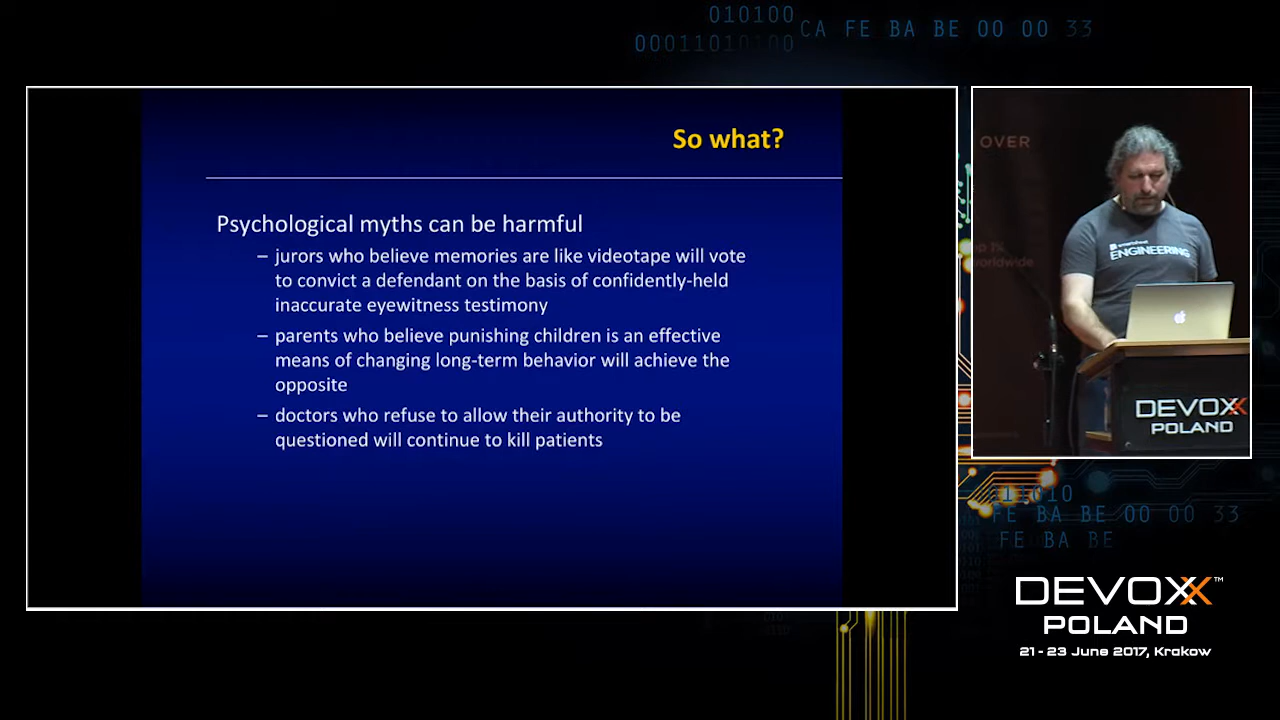 010100
00011010100
CA FE BA BE 00 00 33
So what?
Psychological myths can be harmful
– jurors who believe memories are like videotape will vote
to convict a defendant on the basis of confidently-held
inaccurate eyewitness testimony
– parents who believe punishing children is an effective
means of changing long-term behavior will achieve the
opposite
– doctors who refuse to allow their authority to be
questioned will continue to kill patients
OVER
ENGINEERING
worldwide
DEVOXX
POLAND
011010
FE BA BE 00 00 33
FE BA BE
DEVOXX™
POLAND
21 - 23 June 2017, Krakow